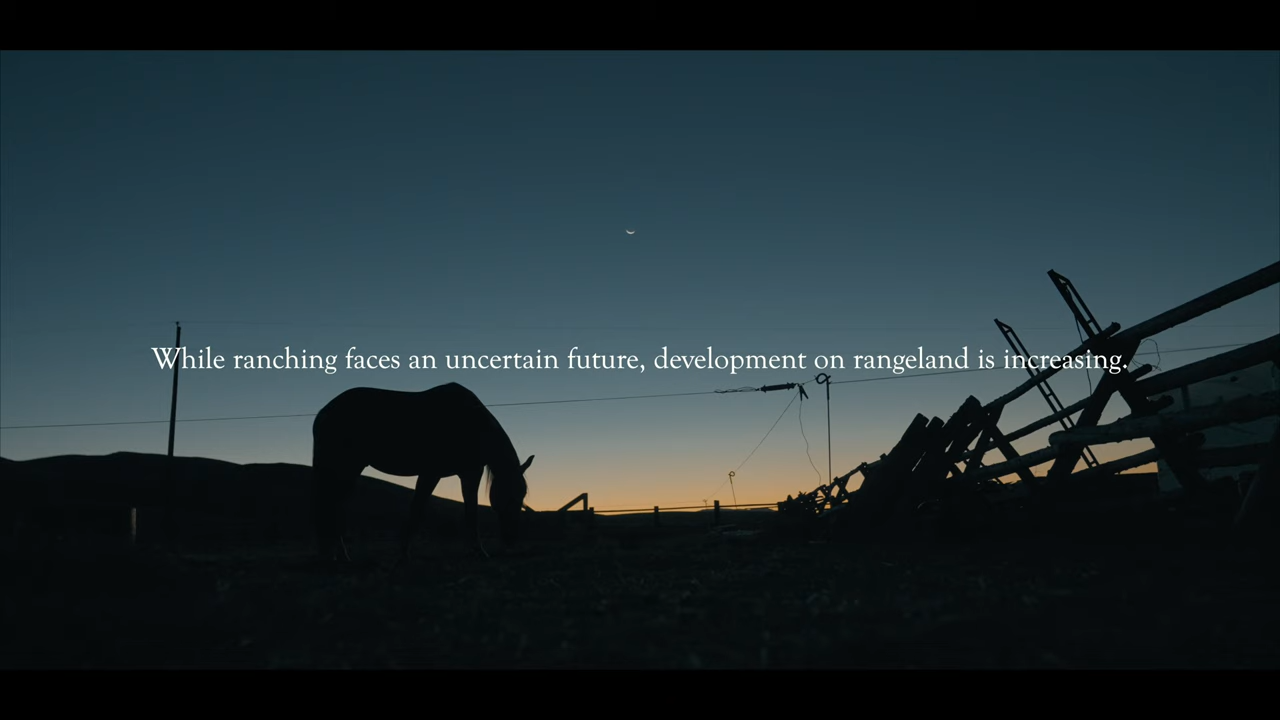 While ranching faces an uncertain future, development on rangeland is increasing.